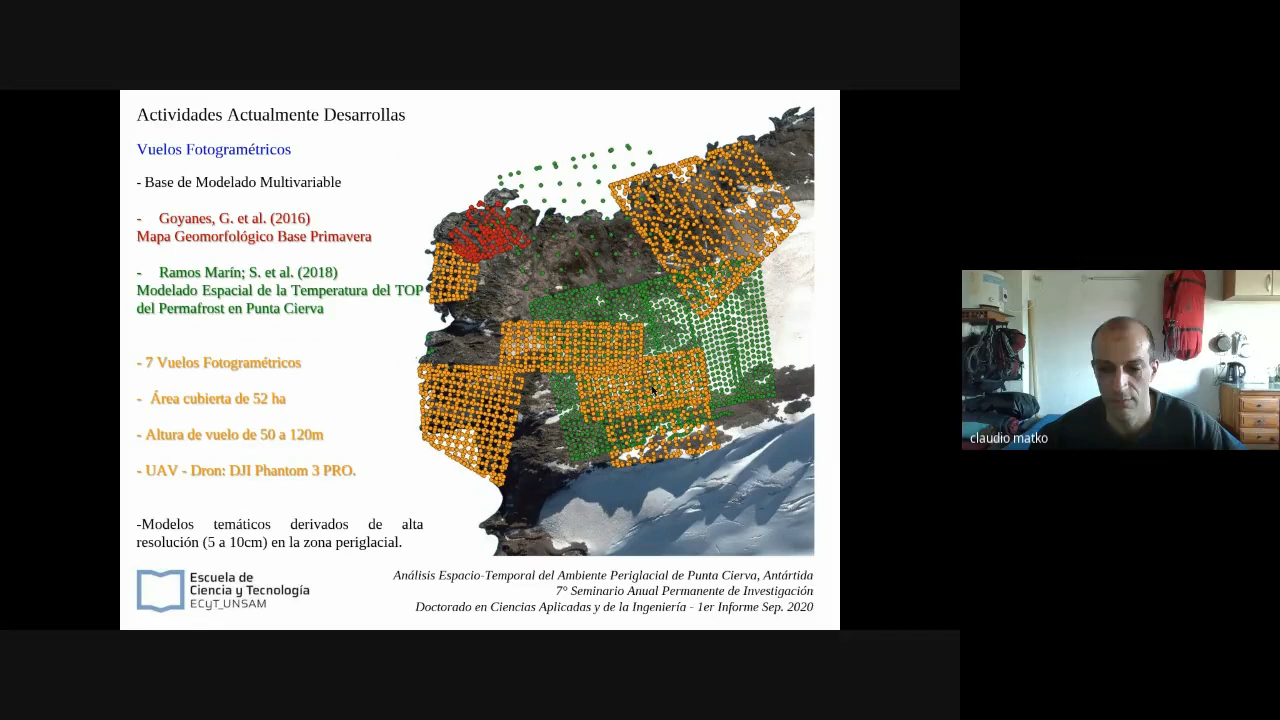 Actividades Actualmente Desarrollas
Vuelos Fotogramétricos
- Base de Modelado Multivariable
- Goyanes, G. et al. (2016)
Mapa Geomorfológico Base Primavera
- Ramos Marín; S. et al. (2018)
Modelado Espacial de la Temperatura del TOP
del Permafrost en Punta Cierva
- 7 Vuelos Fotogramétricos
- Área cubierta de 52 ha
- Altura de vuelo de 50 a 120m
- UAV - Dron: DJI Phantom 3 PRO.
-Modelos temáticos derivados de alta
resolución (5 a 10cm) en la zona periglacial.
Escuela de
Ciencia y Tecnología
ECyT_UNSAM
Análisis Espacio-Temporal del Ambiente Periglacial de Punta Cierva, Antártida
7° Seminario Anual Permanente de Investigación
Doctorado en Ciencias Aplicadas y de la Ingeniería - 1er Informe Sep. 2020
claudio matko